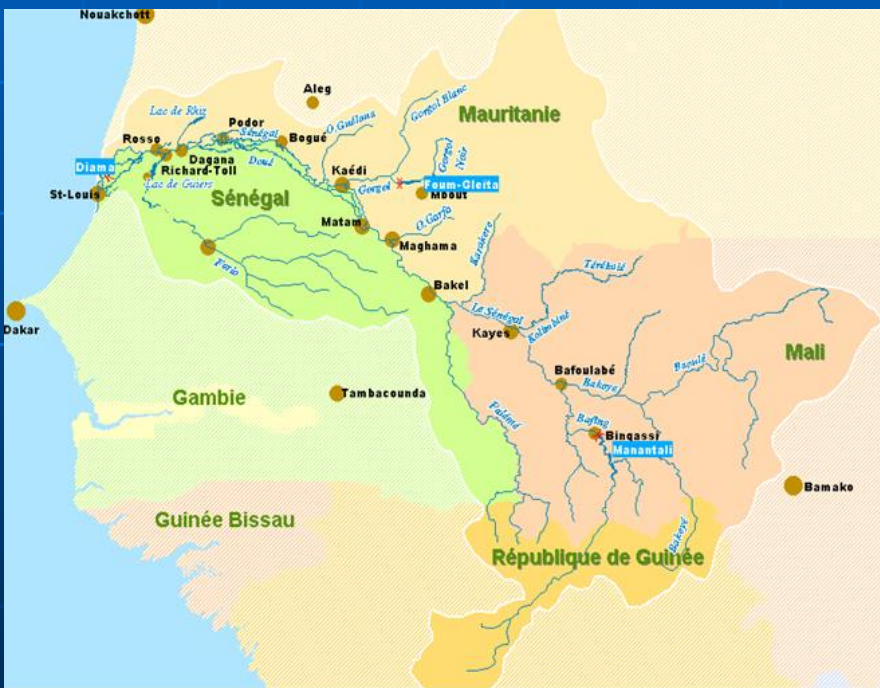 Nouakchott
Aleg
Lac de Rkiz
O.Guélous
Gorgol Blanc
Mauritanie
Podor
Sénégal
Bogué
Rosso
Dagana
Doué
Gorgol Noir
Diama
Richard-Toll
Kaédi
Gorgol
Foum-Gleita
Mbout
St-Louis
Lac de Guiers
Sénégal
Matam
O.Garfa
Maghama
Karakoro
Ferlo
Térékolé
Bakel
Le Sénégal
Dakar
Kayes
Kolimbiné
Mali
Bafoulabé
Baoulé
Gambie
Tambacounda
Bakoye
Falémé
Bafing
Bingassi
Manantali
Bamako
Guinée Bissau
République de Guinée
Bakoyé